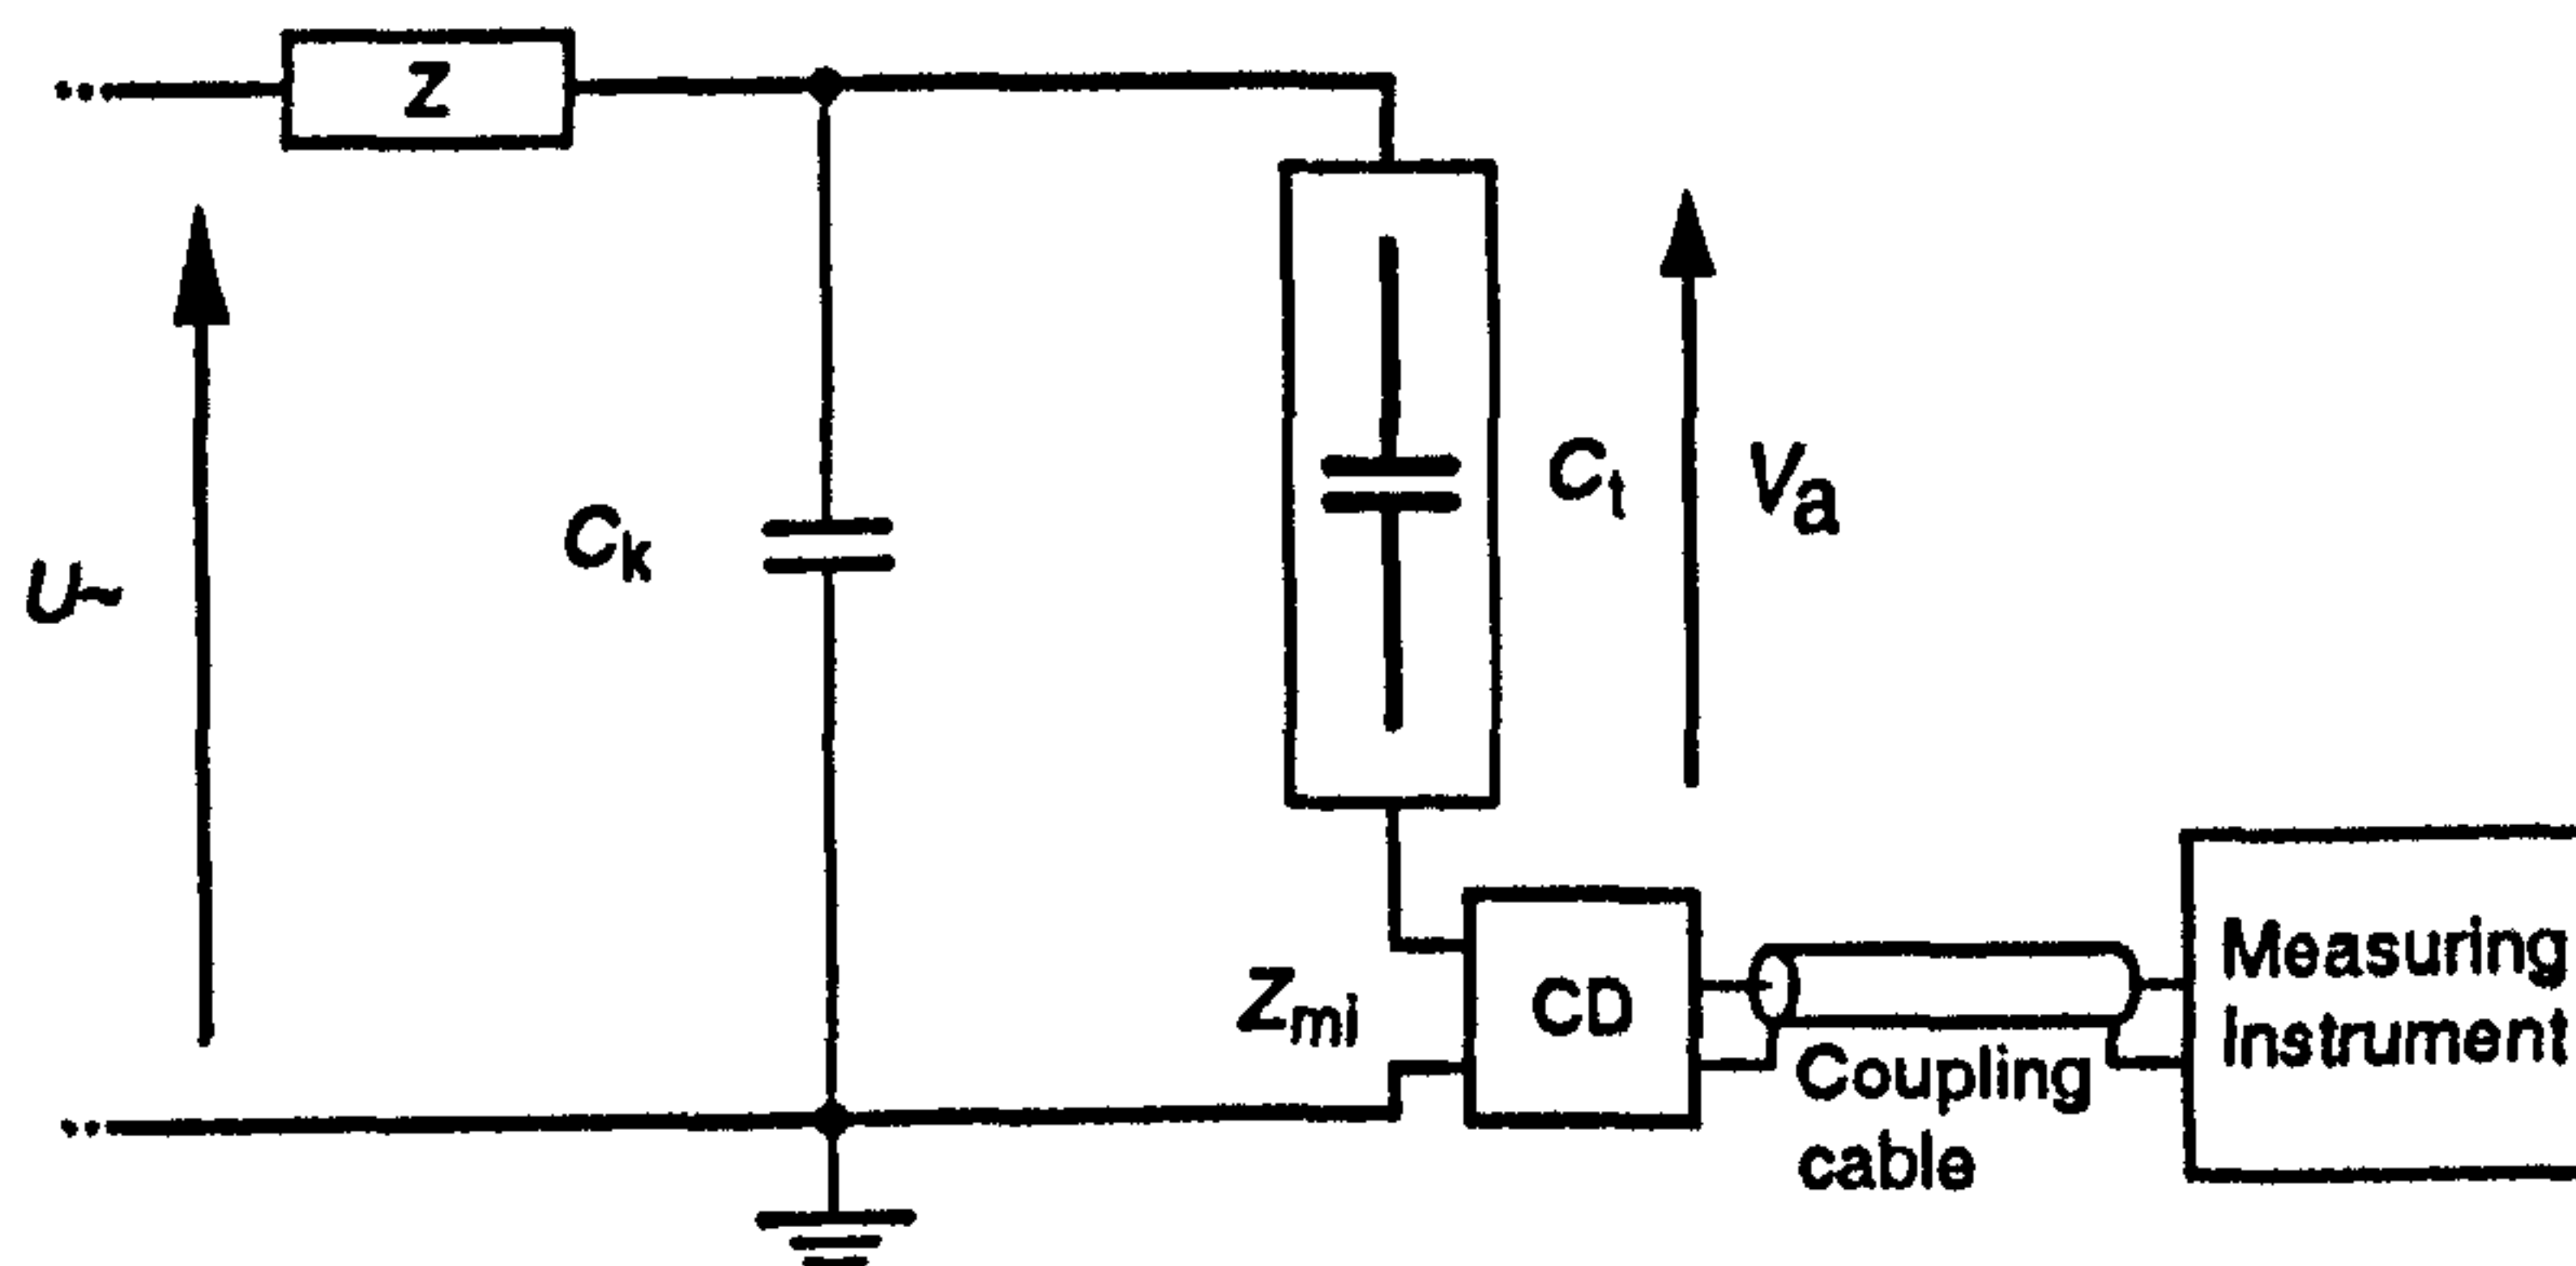 Z
U~
Ck
Ct
Va
Zmi
CD
Coupling
cable
Measuring
Instrument